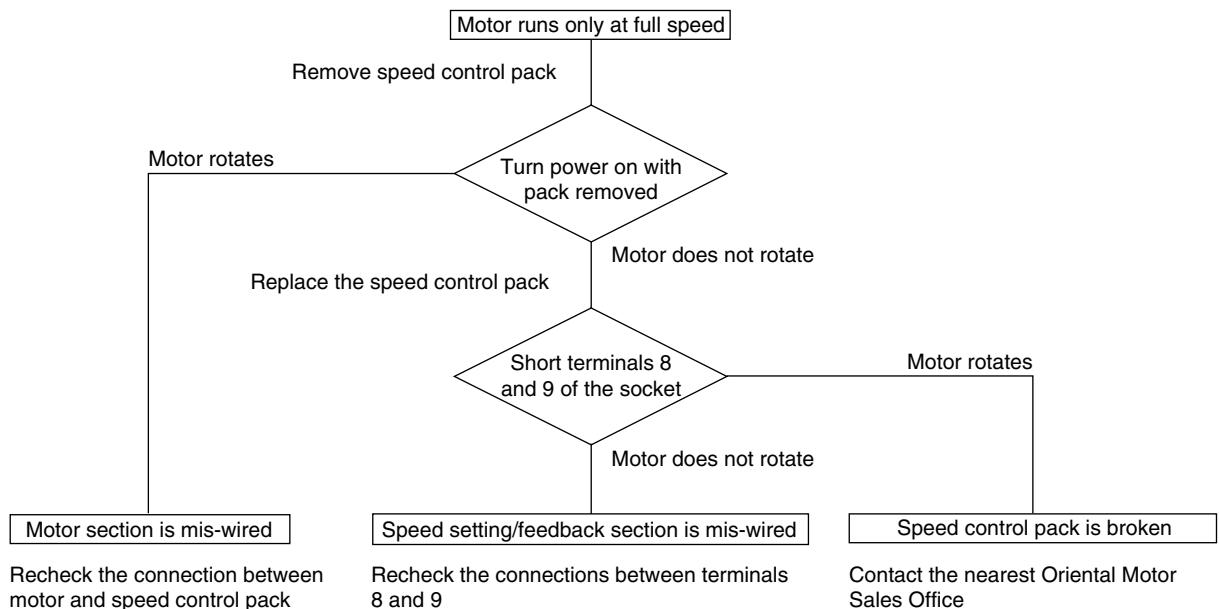 Motor runs only at full speed
Remove speed control pack
Motor rotates
Turn power on with
pack removed
Motor does not rotate
Replace the speed control pack
Short terminals 8
and 9 of the socket
Motor rotates
Motor does not rotate
Motor section is mis-wired
Recheck the connection between
motor and speed control pack
Speed setting/feedback section is mis-wired
Recheck the connections between terminals
8 and 9
Speed control pack is broken
Contact the nearest Oriental Motor
Sales Office